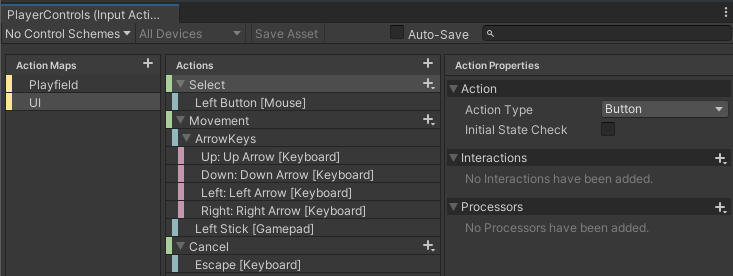 PlayerControls (Input Acti...
No Control Schemes All Devices Save Asset Auto-Save
Action Maps
Playfield
UI
Actions
Select
Left Button [Mouse]
Movement
ArrowKeys
Up: Up Arrow [Keyboard]
Down: Down Arrow [Keyboard]
Left: Left Arrow [Keyboard]
Right: Right Arrow [Keyboard]
Left Stick [Gamepad]
Cancel
Escape [Keyboard]
Action Properties
Action
Action Type Button
Initial State Check
Interactions
No Interactions have been added.
Processors
No Processors have been added.